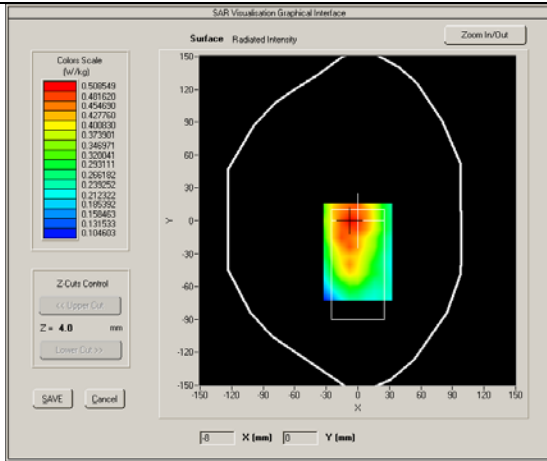 SAR Visualisation Graphical Interface
Surface Radiated Intensity
Zoom In/Out
Colors Scale
(W/kg)
0.508549
0.481620
0.454690
0.427760
0.400830
0.373901
0.346971
0.320041
0.293111
0.266182
0.239252
0.212322
0.185392
0.158463
0.131533
0.104603
150
120
90
60
30
0
-30
-60
-90
-120
-150
Y
-150 -120 -90 -60 -30 0 30 60 90 120 150
X
Z-Cuts Control
<< Upper Cut
Z = 4.0 mm
Lower Cut >>
SAVE Cancel
-8 X (mm) 0 Y (mm)